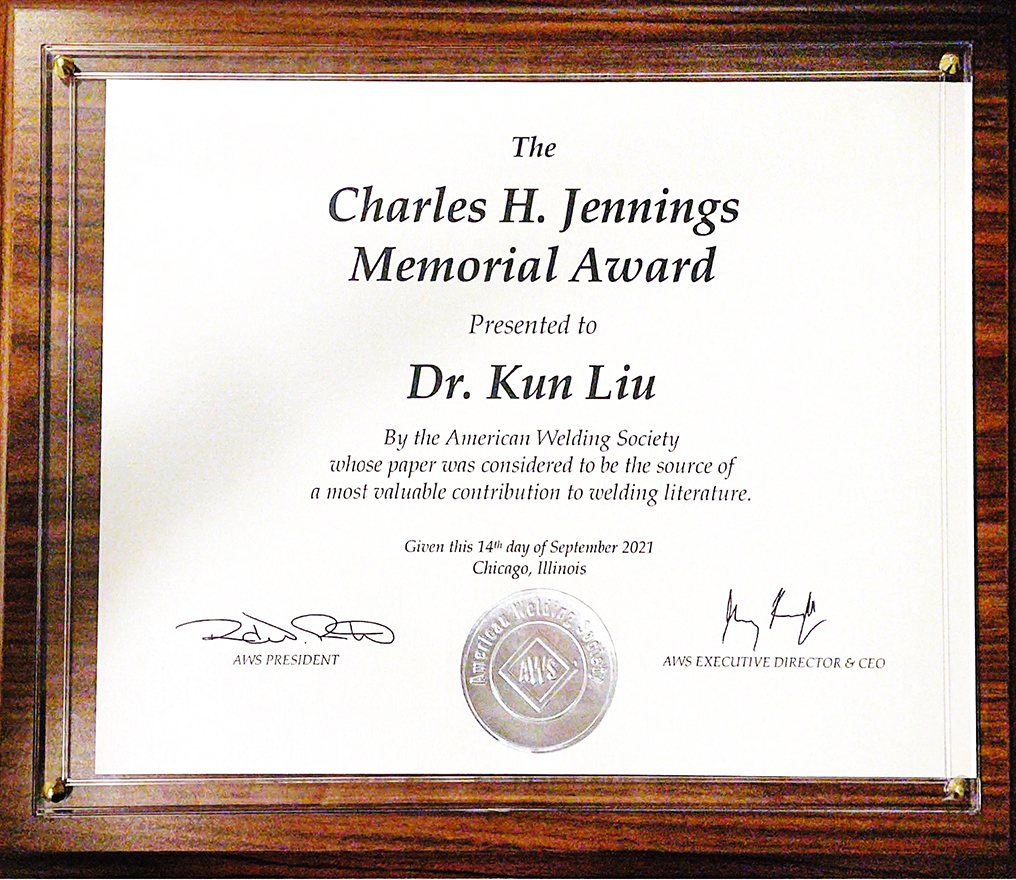 The
Charles H. Jennings
Memorial Award
Presented to
Dr. Kun Liu
By the American Welding Society
whose paper was considered to be the source of
a most valuable contribution to welding literature.
Given this 14th day of September 2021
Chicago, Illinois
AWS PRESIDENT
American Welding Society
AWS
AWS EXECUTIVE DIRECTOR & CEO